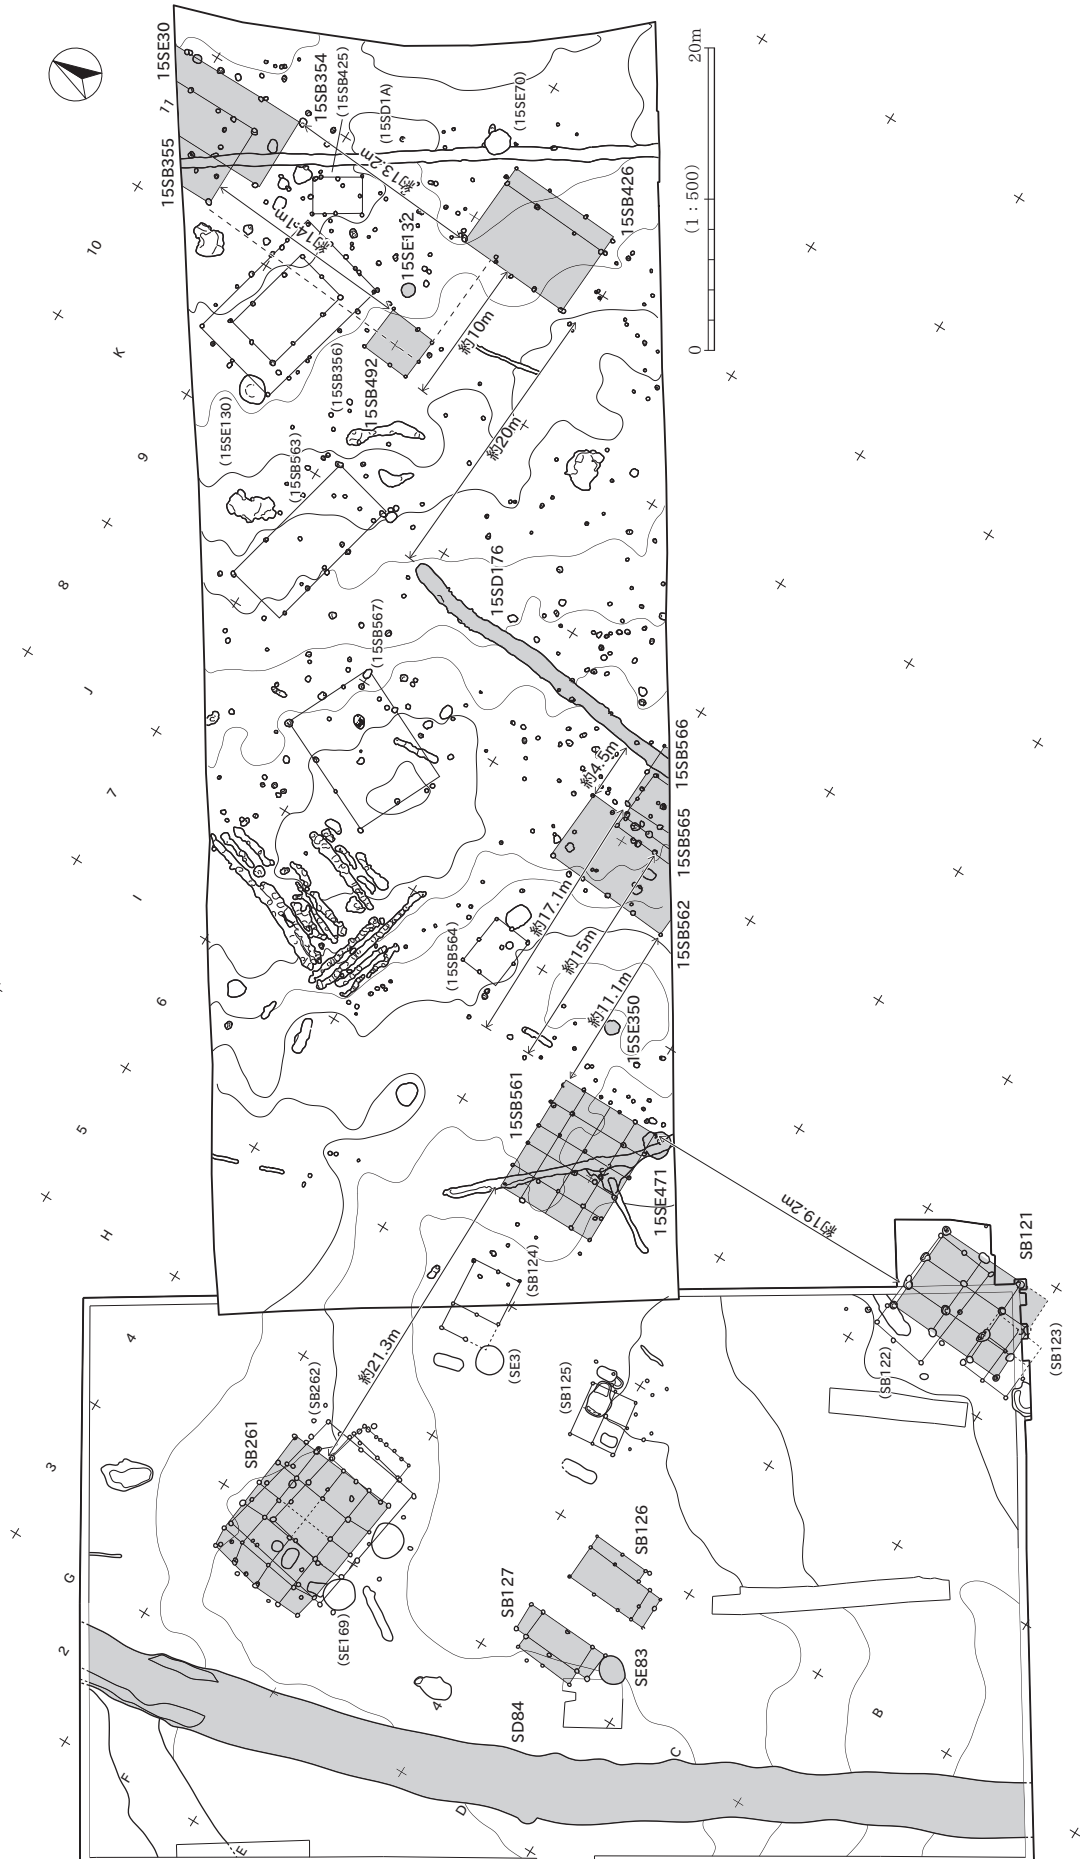 15SE30
11
15SB354
(15SB425)
(15SD1A)
(15SE70)
20m
15SB355
約13.2m
約14.1m
15SE132
15SB426
(1：500)
10
K
約10m
0
(15SE130)
(15SB356)
15SB492
9
(15SB563)
約20m
15SD176
8
(15SB567)
J
15SB566
約4.5m
7
15SB565
I
約17.1m
15SB562
(15SB564)
約15m
6
約11.1m
15SE350
15SB561
5
15SE471
約19.2m
H
SB121
(SB124)
4
約21.3m
(SE3)
(SB123)
(SB122)
(SB262)
(SB125)
SB261
3
SB126
G
SB127
(SE169)
2
SE83
4
SD84
B
C
F
D
E